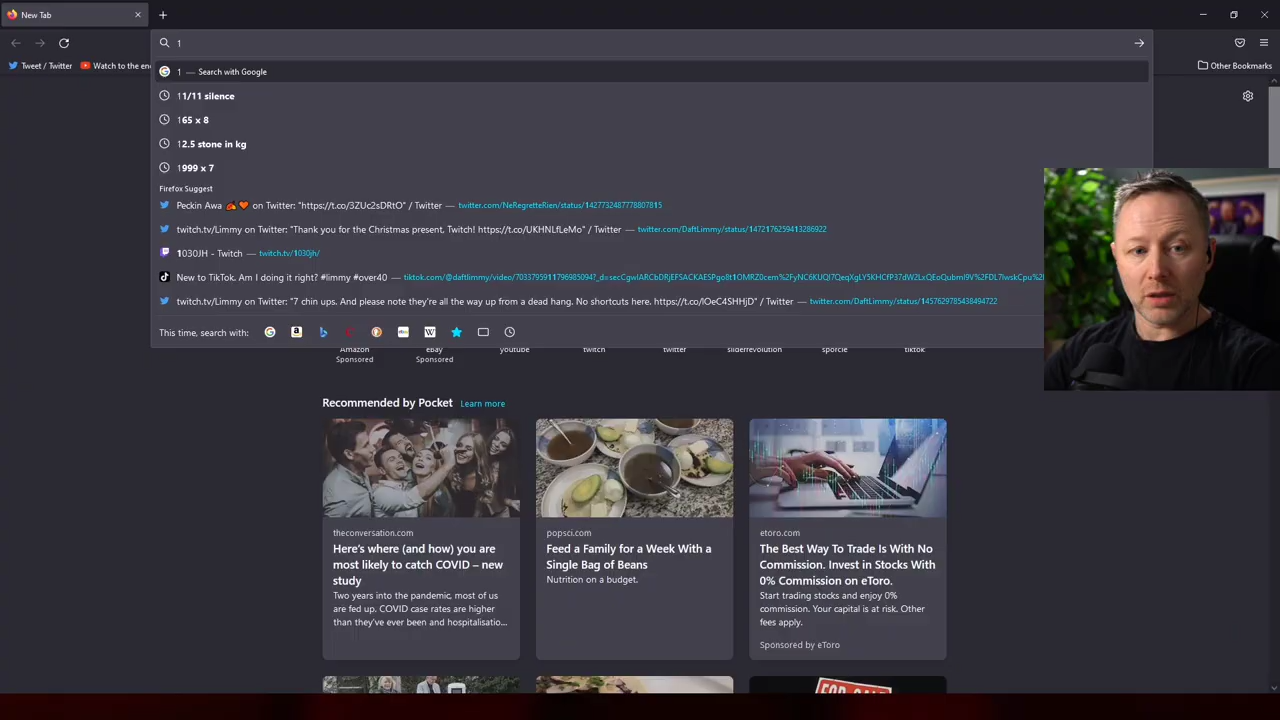 New Tab
1
Tweet / Twitter
Watch to the en
Other Bookmarks
1 — Search with Google
11/11 silence
165 x 8
12.5 stone in kg
1999 x 7
Firefox Suggest
Peckin Awa 🍂🧡 on Twitter: "https://t.co/3ZUc2sDRtO" / Twitter — twitter.com/NeRegretteRien/status/1427732487778807815
twitch.tv/Limmy on Twitter: "Thank you for the Christmas present, Twitch! https://t.co/UKHNLfLeMo" / Twitter — twitter.com/DaftLimmy/status/1472176259413286922
1030JH - Twitch — twitch.tv/1030jh/
New to TikTok. Am I doing it right? #limmy #over40 —
twitch.tv/Limmy on Twitter: "7 chin ups. And please note they're all the way up from a dead hang. No shortcuts here. https://t.co/lOeC4SHHjD" / Twitter — twitter.com/DaftLimmy/status/1457629785438494722
This time, search with:
Amazon
Sponsored
ebay
Sponsored
youtube
twitch
twitter
sliderrevolution
sporcle
tiktok
Recommended by Pocket Learn more
theconversation.com
Here's where (and how) you are
most likely to catch COVID – new
study
Two years into the pandemic, most of
us are fed up. COVID case rates are higher
than they've ever been and hospitalisatio...
popsci.com
Feed a Family for a Week With a
Single Bag of Beans
Nutrition on a budget.
etoro.com
The Best Way To Trade Is With No
Commission. Invest in Stocks With
0% Commission on eToro.
Start trading stocks and enjoy 0%
commission. Your capital is at risk. Other
fees apply.
Sponsored by eToro
FOR SALE